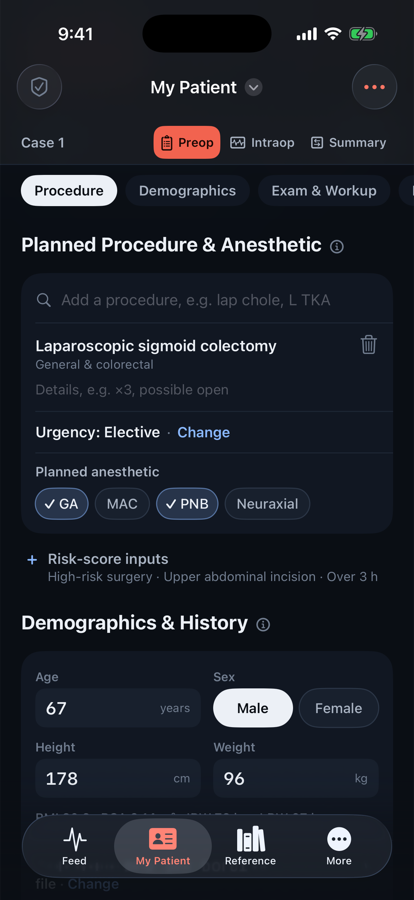 9:41
My Patient
Case 1
Preop
Intraop
Summary
Procedure
Demographics
Exam & Workup
Planned Procedure & Anesthetic
Add a procedure, e.g. lap chole, L TKA
Laparoscopic sigmoid colectomy
General & colorectal
Details, e.g. ×3, possible open
Urgency: Elective · Change
Planned anesthetic
✓ GA
MAC
✓ PNB
Neuraxial
+ Risk-score inputs
High-risk surgery · Upper abdominal incision · Over 3 h
Demographics & History
Age
Sex
67 years
Male
Female
Height
Weight
178 cm
96 kg
Feed
My Patient
Reference
More
file · Change